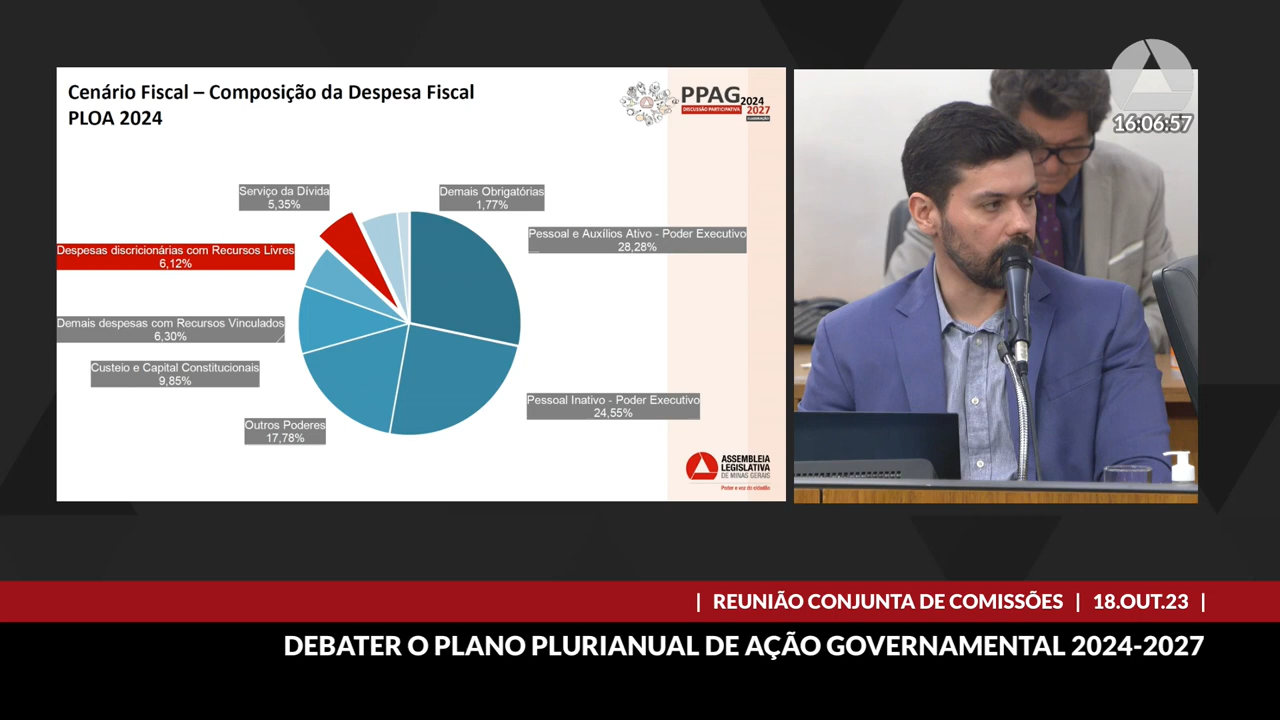 Cenário Fiscal – Composição da Despesa Fiscal
PLOA 2024
PPAG 2024
2027
DISCUSSÃO PARTICIPATIVA
16:06:57
Serviço da Dívida
5,35%
Demais Obrigatórias
1,77%
Pessoal e Auxílios Ativo - Poder Executivo
28,28%
Despesas discricionárias com Recursos Livres
6,12%
Demais despesas com Recursos Vinculados
6,30%
Custeio e Capital Constitucionais
9,85%
Pessoal Inativo - Poder Executivo
24,55%
Outros Poderes
17,78%
ASSEMBLEIA
LEGISLATIVA
DE MINAS GERAIS
Poder e voz do cidadão
| REUNIÃO CONJUNTA DE COMISSÕES | 18.OUT.23 |
DEBATER O PLANO PLURIANUAL DE AÇÃO GOVERNAMENTAL 2024-2027